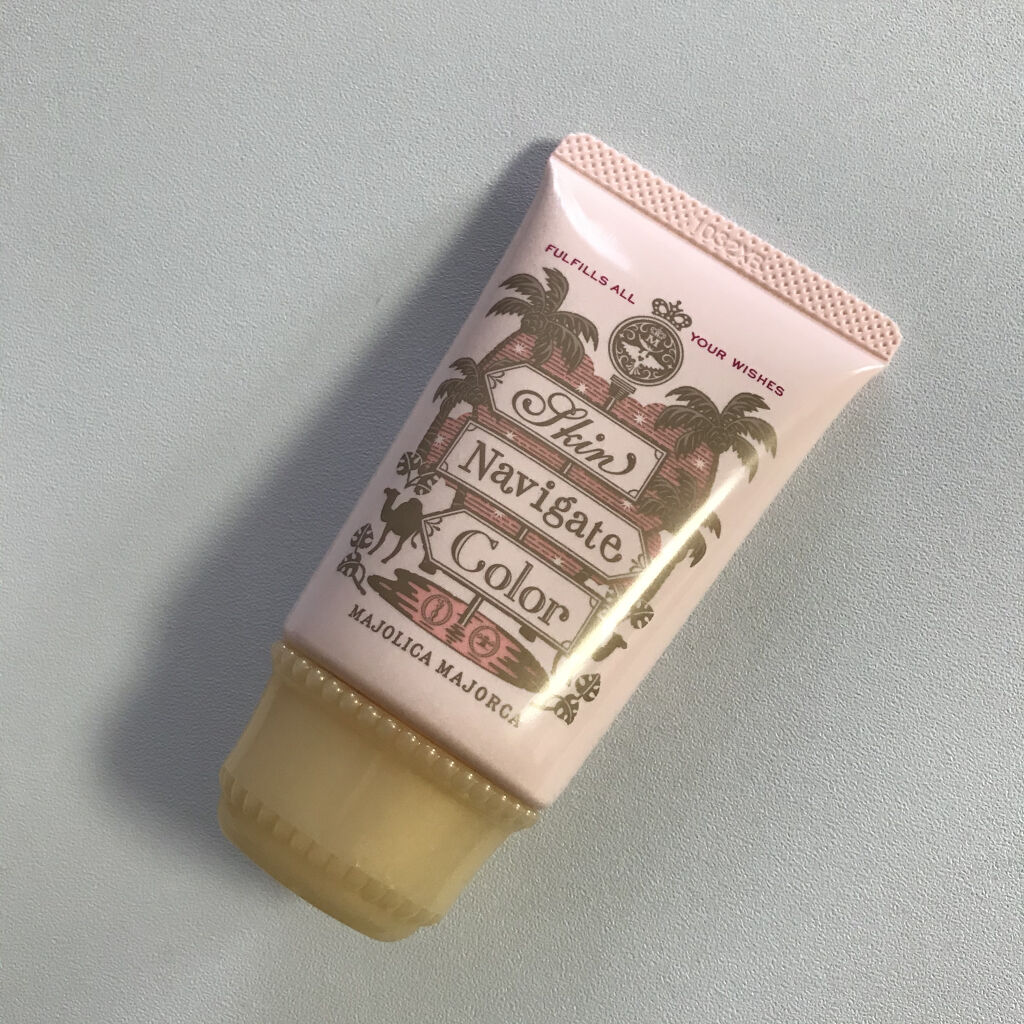 FULFILLS ALL YOUR WISHES
M
Skin
Navigate
Color
MAJOLICA MAJORCA